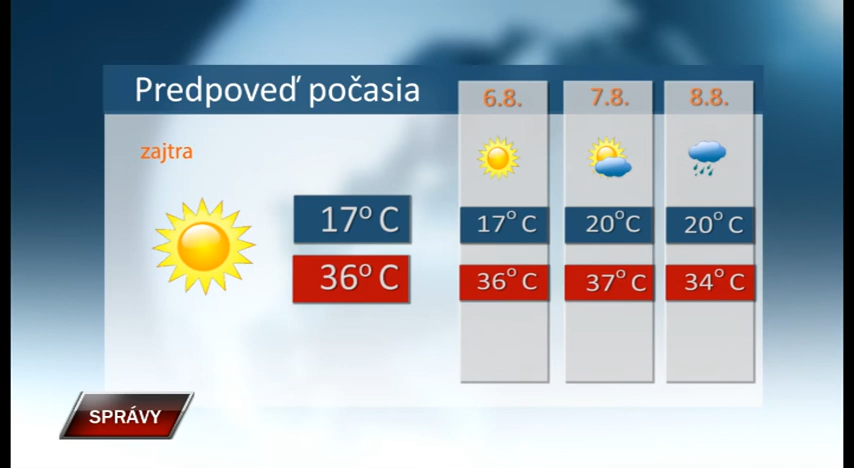 Predpoveď počasia
zajtra
17° C
36° C
6.8. 7.8. 8.8.
17° C 20°C 20° C
36° C 37° C 34° C
SPRÁVY